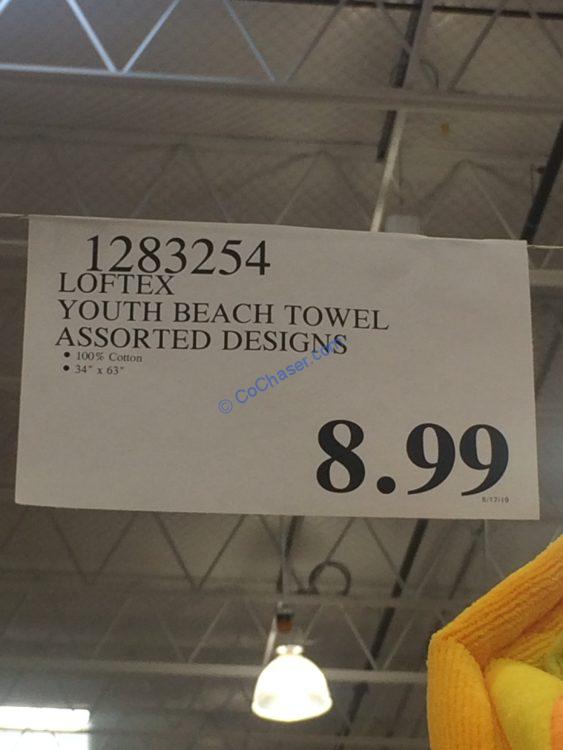 1283254
LOFTEX
YOUTH BEACH TOWEL
ASSORTED DESIGNS
• 100% Cotton
• 34" x 63"
© CoChaser.com
8.99
5/17/19